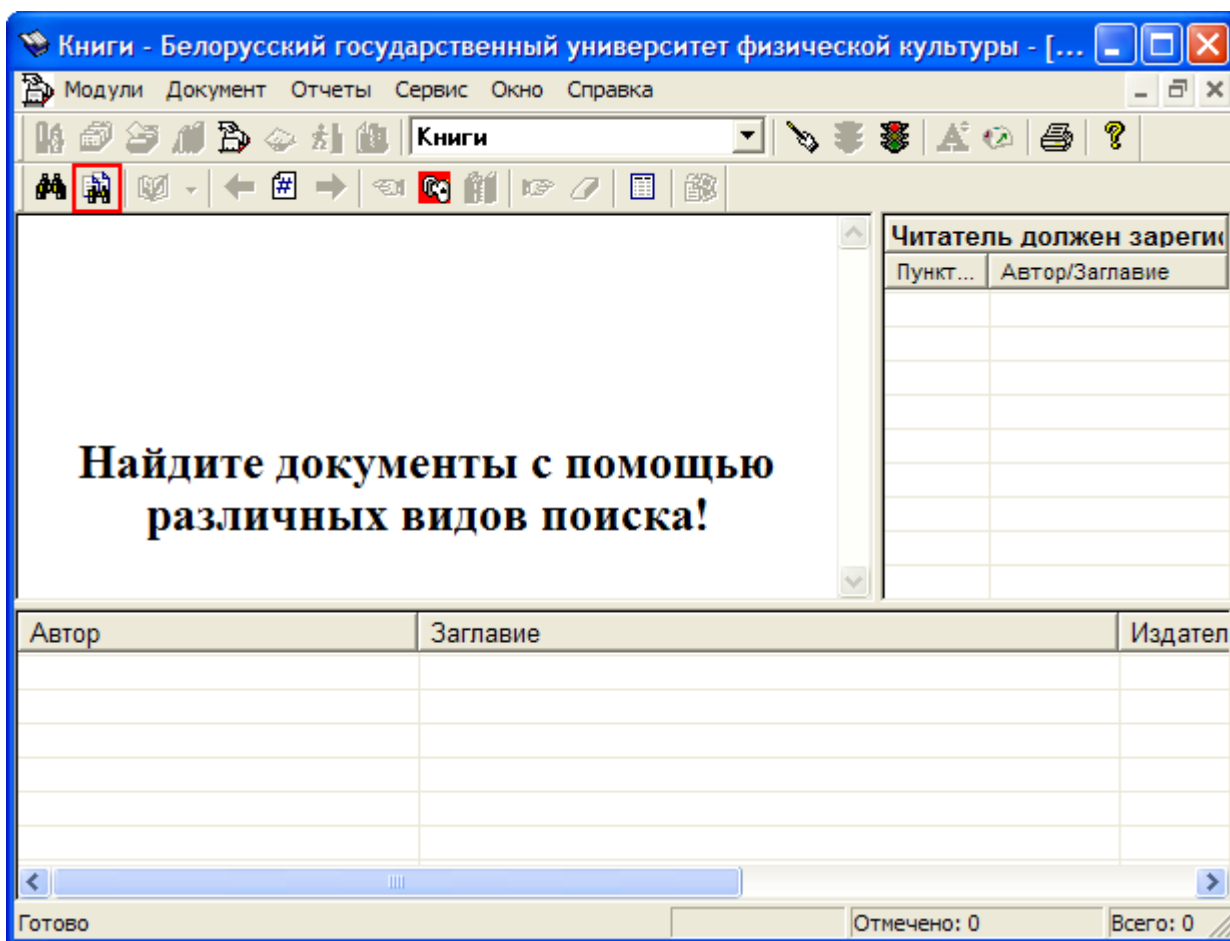 Книги - Белорусский государственный университет физической культуры - [...
Модули Документ Отчеты Сервис Окно Справка
Книги
Читатель должен зареги
Пункт... Автор/Заглавие
Найдите документы с помощью
различных видов поиска!
Автор Заглавие Издател
Готово Отмечено: 0 Всего: 0